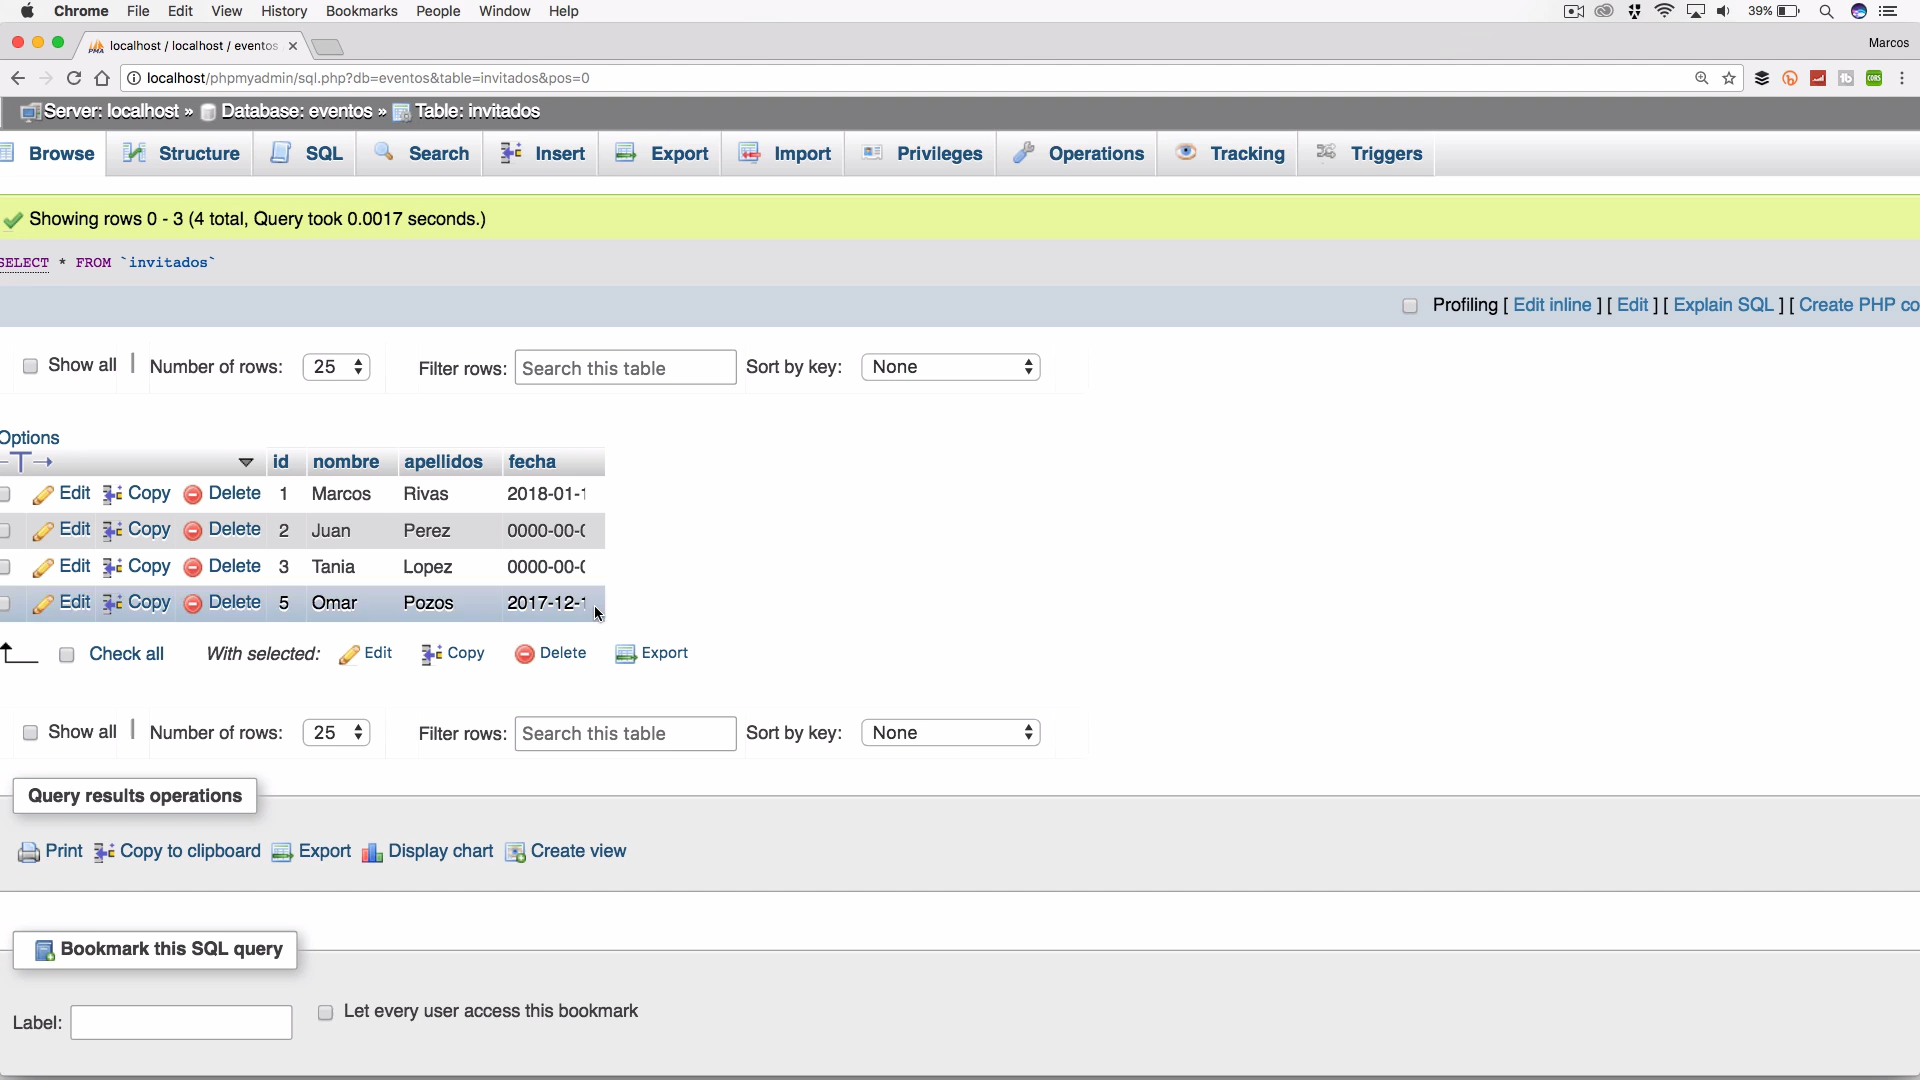 Chrome File Edit View History Bookmarks People Window Help 39%
localhost / localhost / eventos Marcos
localhost/phpmyadmin/sql.php?db=eventos&table=invitados&pos=0
Server: localhost » Database: eventos » Table: invitados
Browse Structure SQL Search Insert Export Import Privileges Operations Tracking Triggers
Showing rows 0 - 3 (4 total, Query took 0.0017 seconds.)
SELECT * FROM `invitados`
Profiling [ Edit inline ] [ Edit ] [ Explain SQL ] [ Create PHP co
Show all Number of rows: 25 Filter rows: Search this table Sort by key: None
Options
id nombre apellidos fecha
Edit Copy Delete 1 Marcos Rivas 2018-01-1
Edit Copy Delete 2 Juan Perez 0000-00-0
Edit Copy Delete 3 Tania Lopez 0000-00-0
Edit Copy Delete 5 Omar Pozos 2017-12-1
Check all With selected: Edit Copy Delete Export
Show all Number of rows: 25 Filter rows: Search this table Sort by key: None
Query results operations
Print Copy to clipboard Export Display chart Create view
Bookmark this SQL query
Label: Let every user access this bookmark